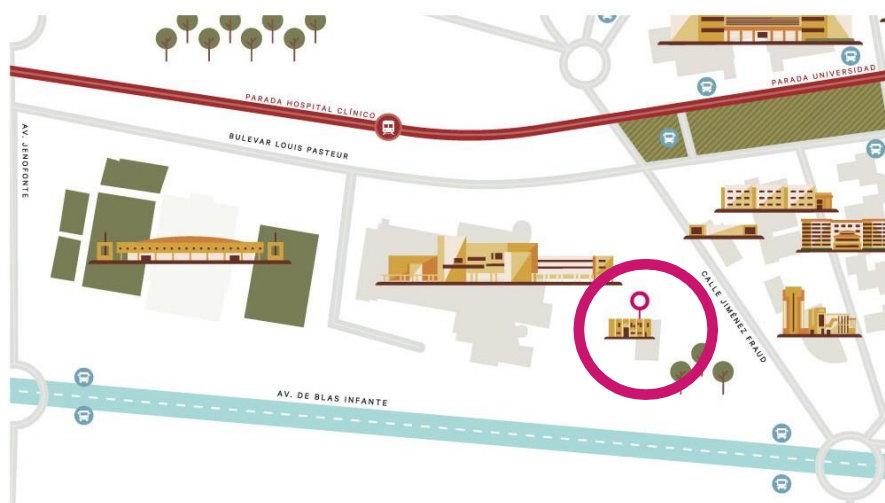 PARADA UNIVERSIDAD
PARADA HOSPITAL CLÍNICO
BULEVAR LOUIS PASTEUR
AV. JENOFONTE
CALLE JIMÉNEZ FRAUD
AV. DE BLAS INFANTE